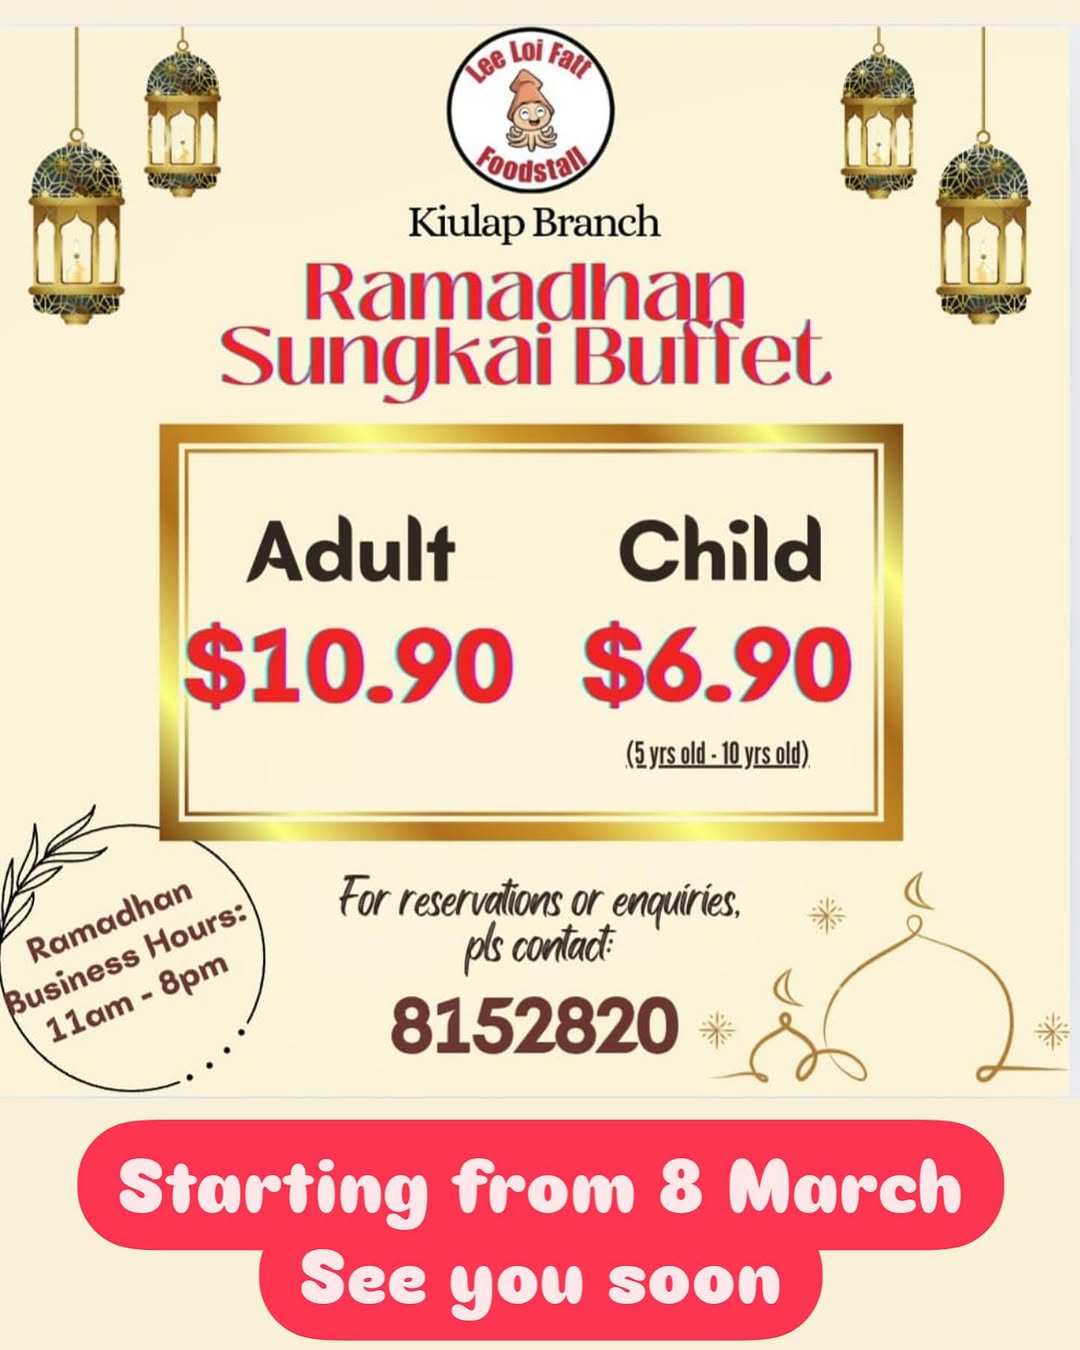 Lee Loi Fatt
Foodstall
Kiulap Branch
Ramadhan
Sungkai Buffet
Adult
Child
$10.90
$6.90
(5 yrs old - 10 yrs old)
Ramadhan
Business Hours:
11am - 8pm
For reservations or enquiries,
pls contact:
8152820
Starting from 8 March
See you soon